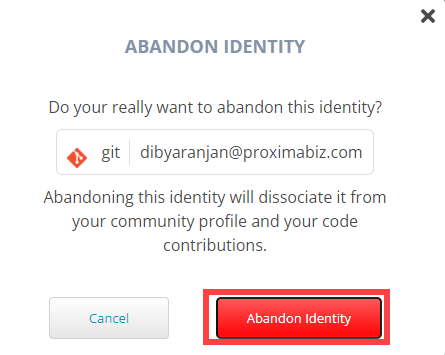 ABANDON IDENTITY
Do your really want to abandon this identity?
git dibyaranjan@proximabiz.com
Abandoning this identity will dissociate it from
your community profile and your code
contributions.
Cancel Abandon Identity